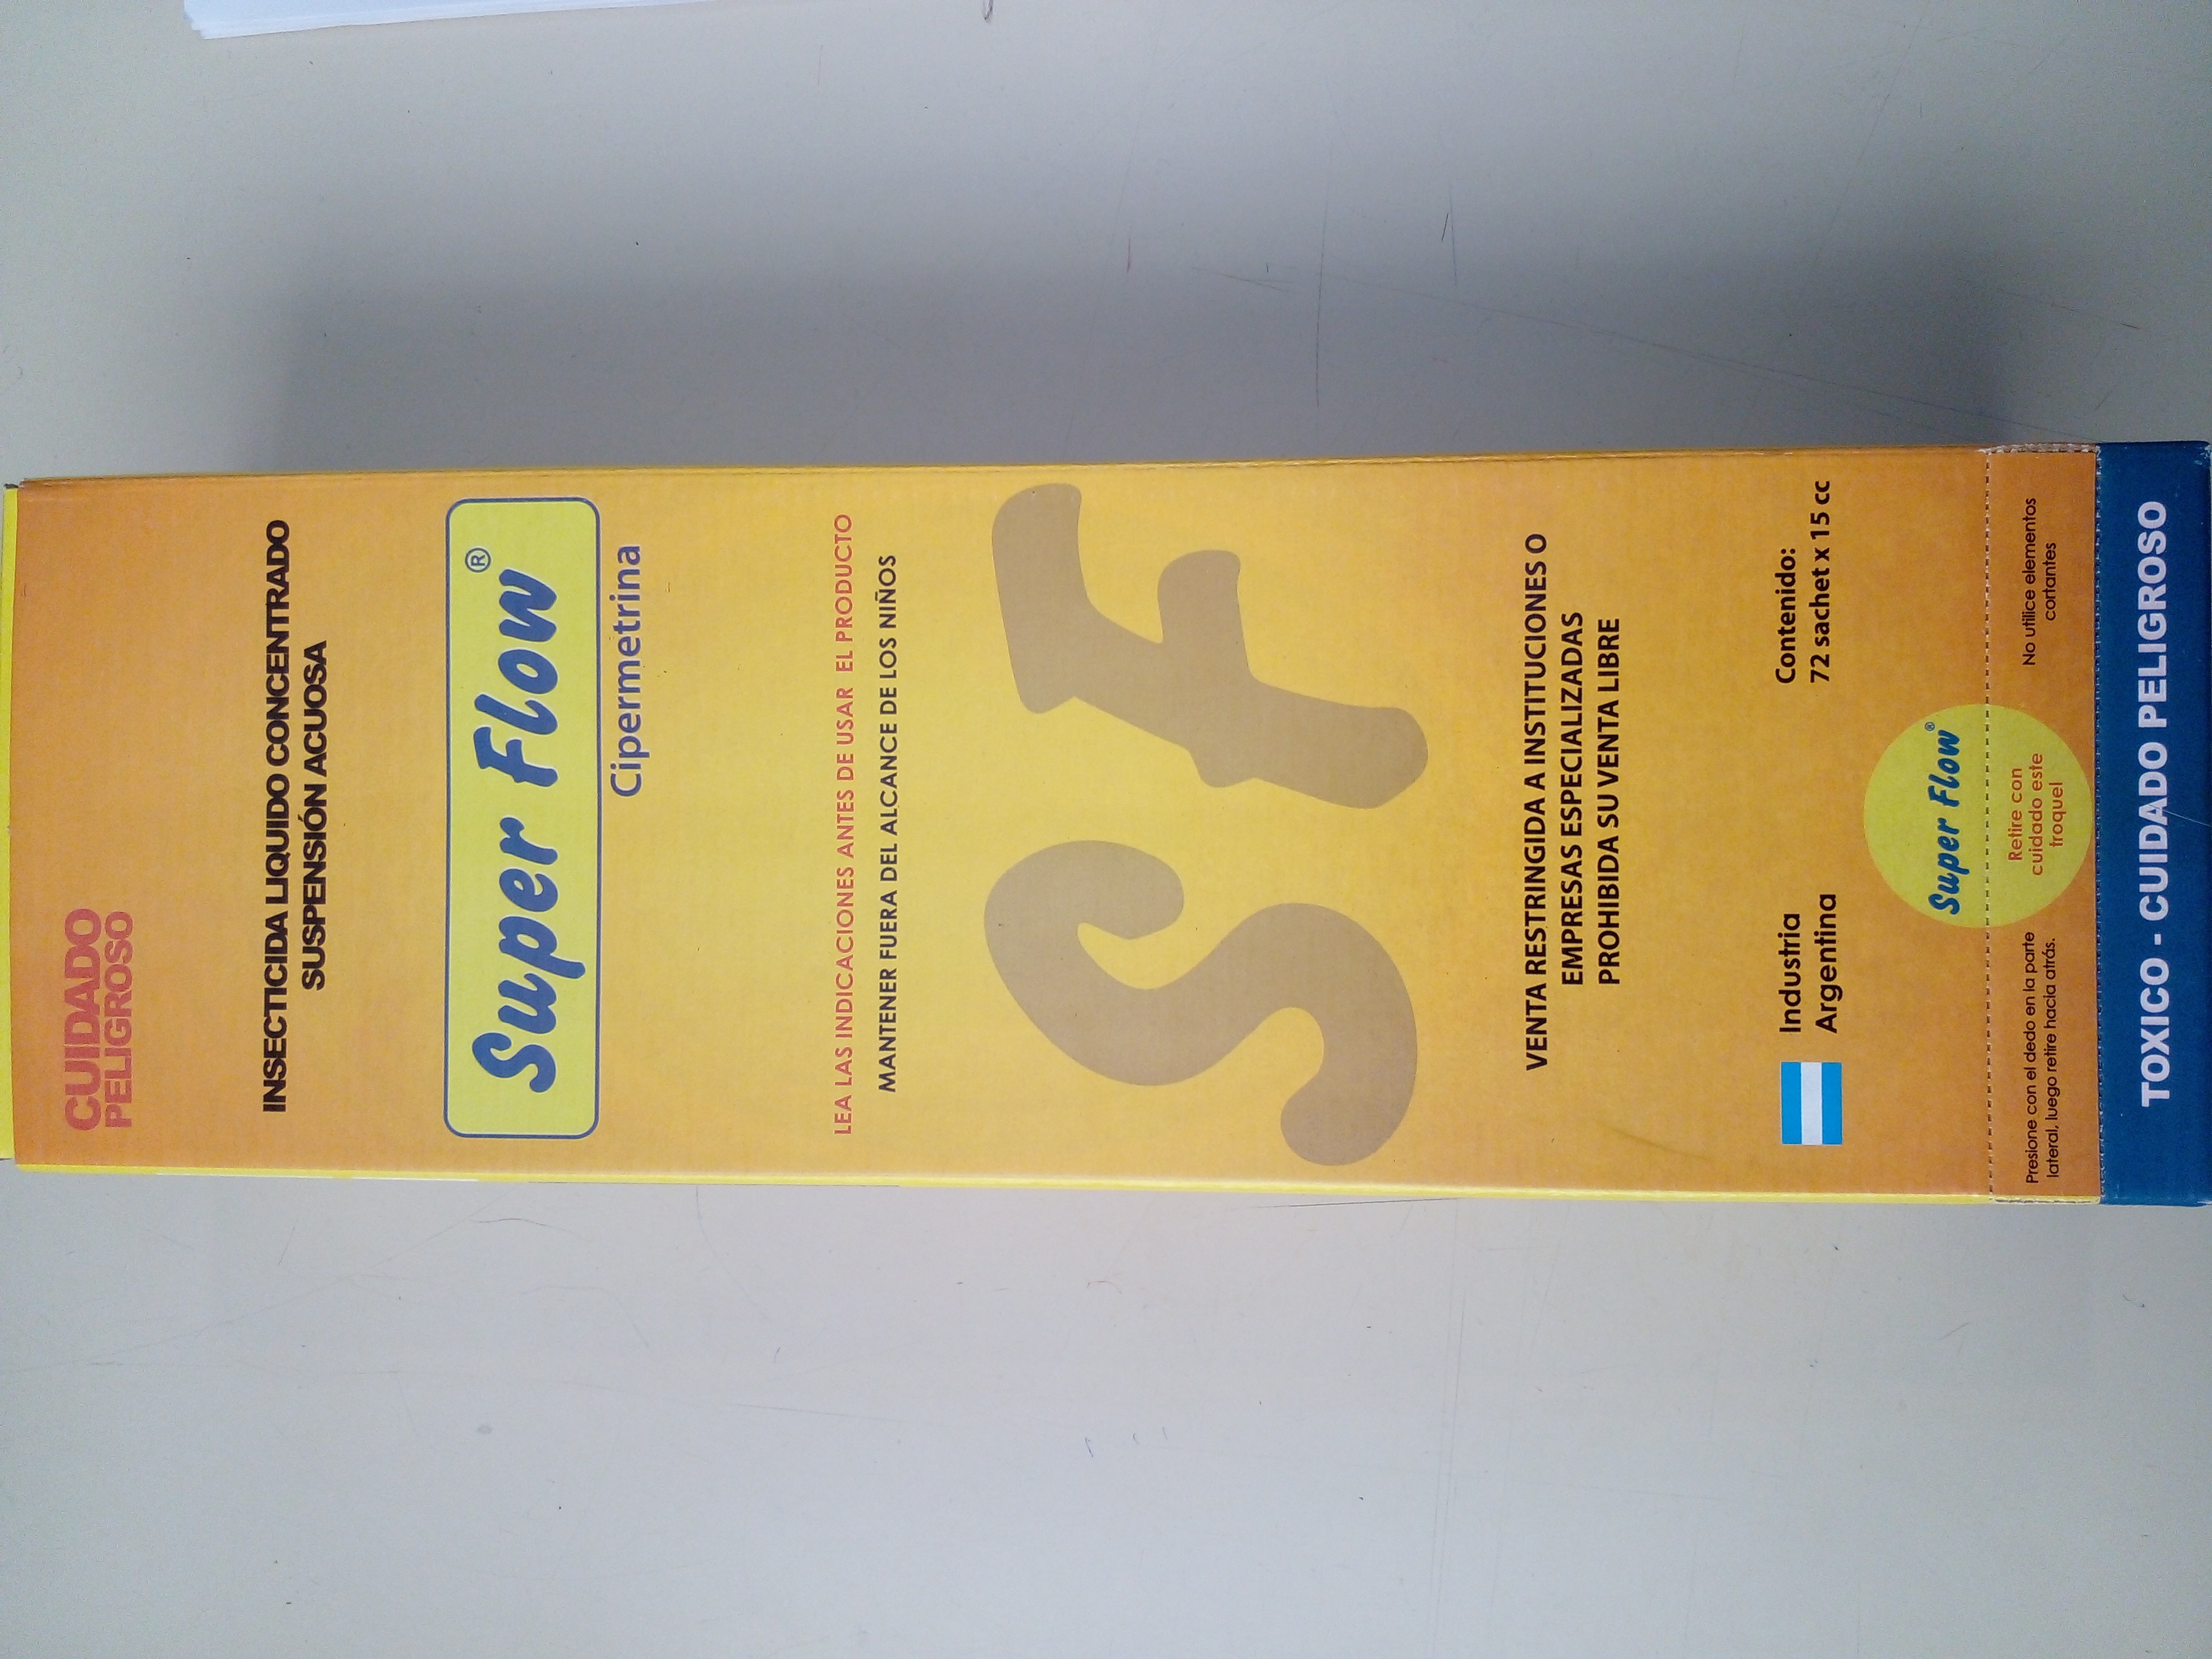 CUIDADO
PELIGROSO
INSECTICIDA LIQUIDO CONCENTRADO
SUSPENSIÓN ACUOSA
Super Flow®
Cipermetrina
LEA LAS INDICACIONES ANTES DE USAR EL PRODUCTO
MANTENER FUERA DEL ALCANCE DE LOS NIÑOS
SF
VENTA RESTRINGIDA A INSTITUCIONES O
EMPRESAS ESPECIALIZADAS
PROHIBIDA SU VENTA LIBRE
Industria
Argentina
Contenido:
72 sachet x 15 cc
Super Flow®
Presione con el dedo en la parte
lateral, luego retire hacia atrás.
Retire con
cuidado este
troquel
No utilice elementos
cortantes
TOXICO - CUIDADO PELIGROSO